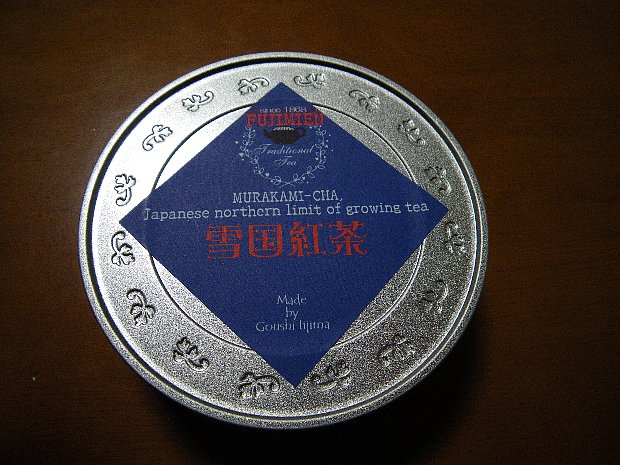 since 1868
FUJIMIEN
Traditional
Tea
MURAKAMI-CHA,
Japanese northern limit of growing tea
雪国紅茶
Made
by
Goushi Iijima